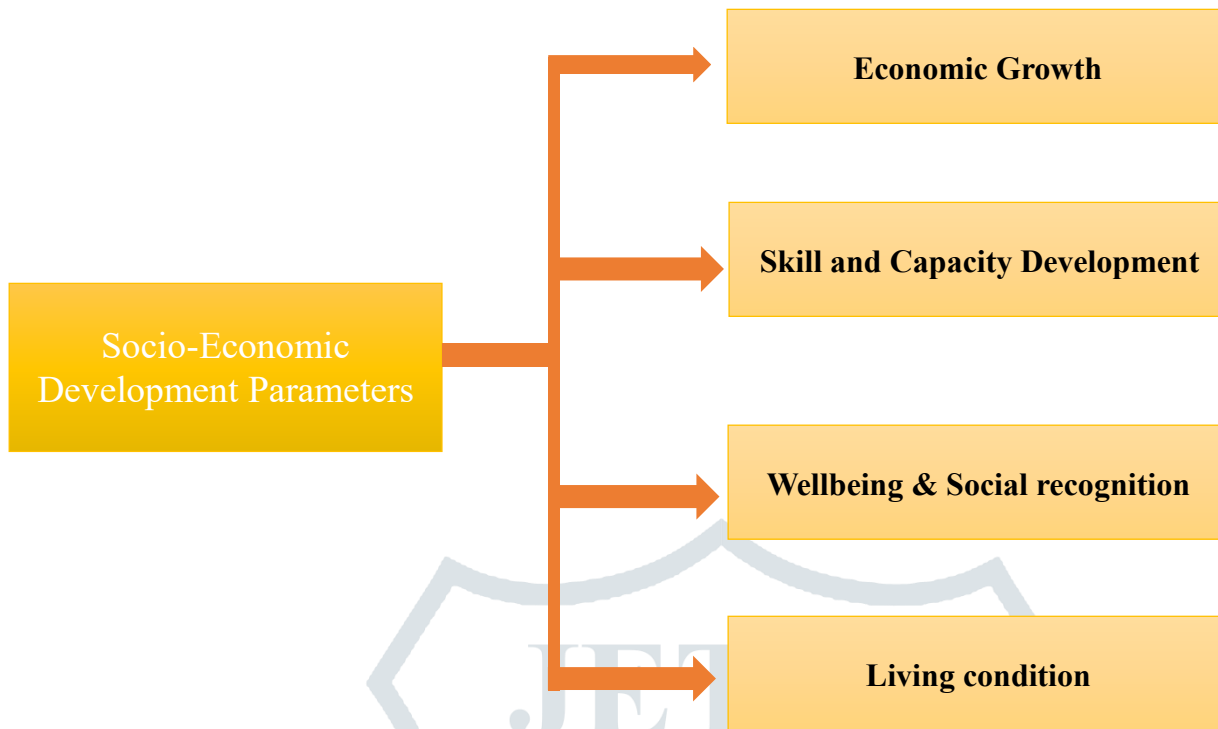 Economic Growth
Skill and Capacity Development
Socio-Economic
Development Parameters
Wellbeing & Social recognition
Living condition